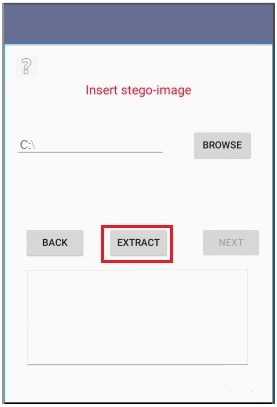 ?
Insert stego-image
C:\
BROWSE
BACK
EXTRACT
NEXT